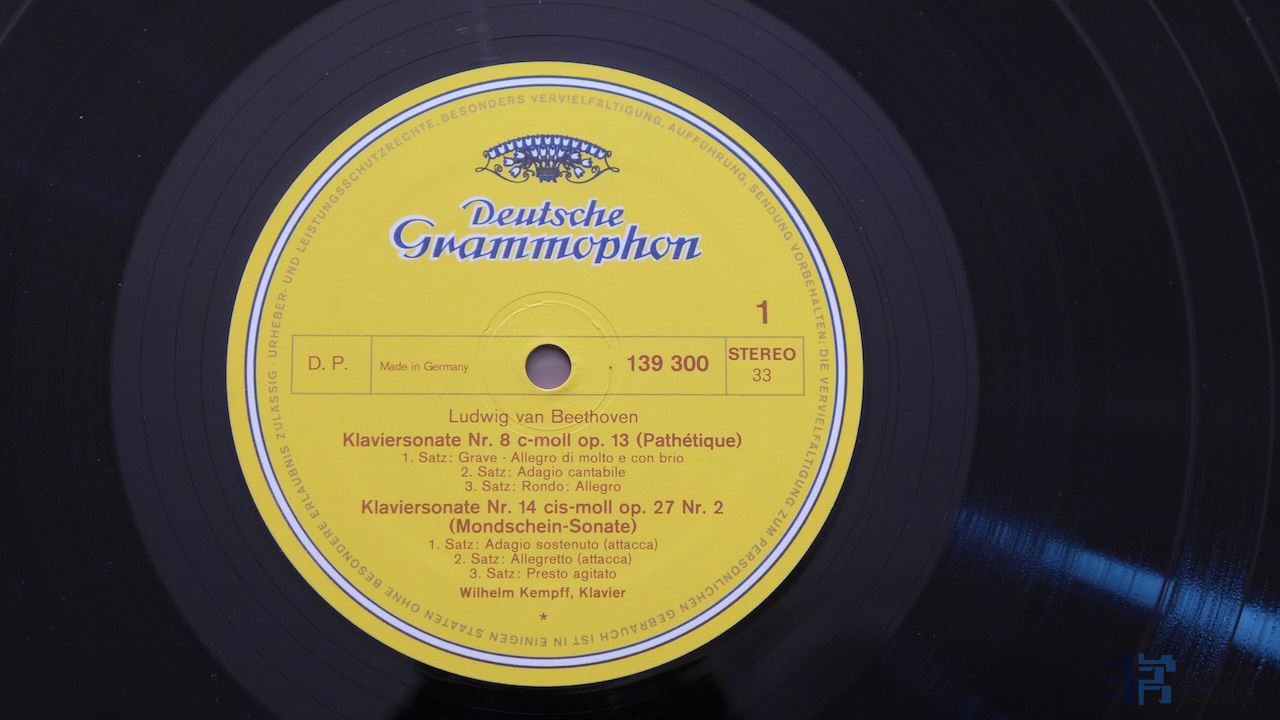 URHEBER- UND LEISTUNGSSCHUTZRECHTE, BESONDERS VERVIELFÄLTIGUNG, AUFFÜHRUNG, SENDUNG VORBEHALTEN. DIE VERVIELFÄLTIGUNG ZUM PERSÖNLICHEN GEBRAUCH IST IN EINIGEN STAATEN OHNE BESONDERE ERLAUBNIS ZULÄSSIG
Deutsche
Grammophon
1
D. P. Made in Germany 139 300 STEREO
33
Ludwig van Beethoven
Klaviersonate Nr. 8 c-moll op. 13 (Pathétique)
1. Satz: Grave - Allegro di molto e con brio
2. Satz: Adagio cantabile
3. Satz: Rondo: Allegro
Klaviersonate Nr. 14 cis-moll op. 27 Nr. 2
(Mondschein-Sonate)
1. Satz: Adagio sostenuto (attacca)
2. Satz: Allegretto (attacca)
3. Satz: Presto agitato
Wilhelm Kempff, Klavier
*